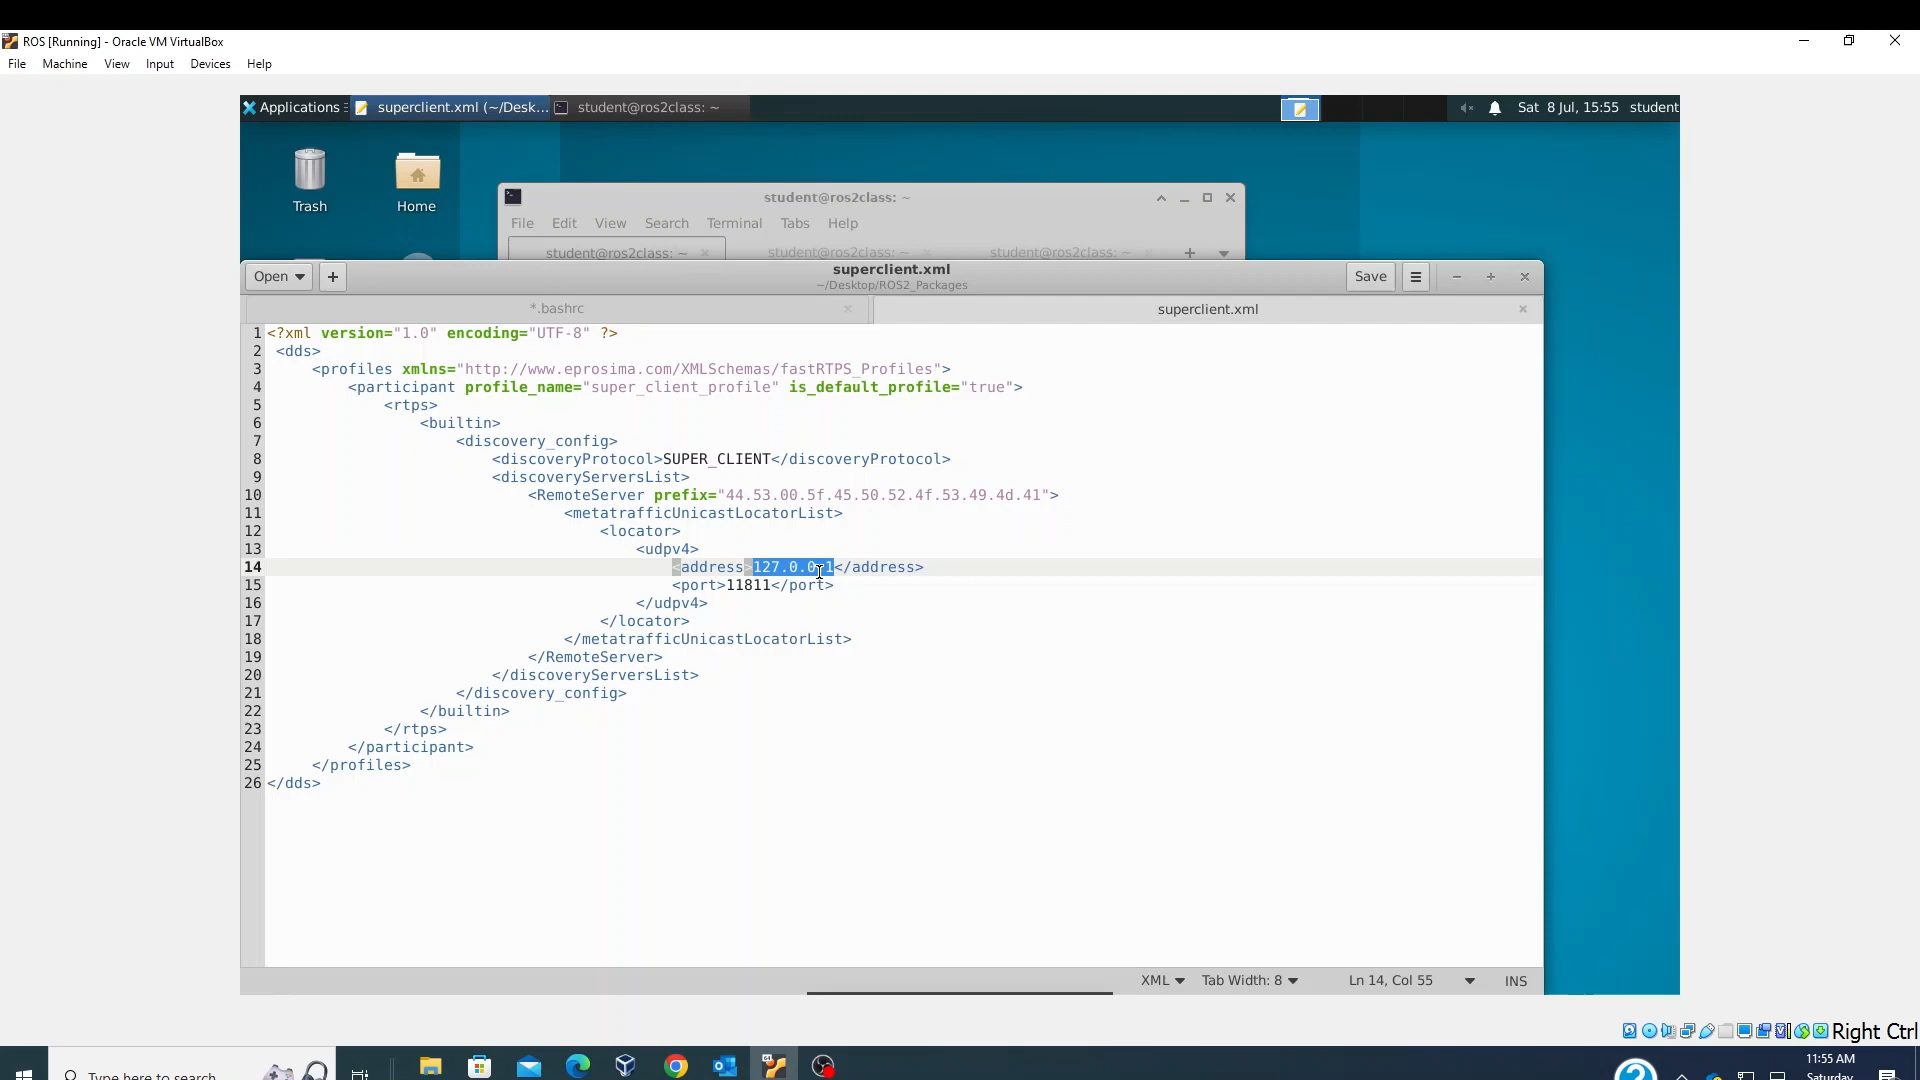 ROS [Running] - Oracle VM VirtualBox
File Machine View Input Devices Help
Applications superclient.xml (~/Desk... student@ros2class: ~ Sat 8 Jul, 15:55 student
Trash Home
student@ros2class: ~
File Edit View Search Terminal Tabs Help
student@ros2class: ~ student@ros2class: ~ student@ros2class: ~
Open superclient.xml Save
~/Desktop/ROS2_Packages
*.bashrc superclient.xml
1 <?xml version="1.0" encoding="UTF-8" ?>
2 <dds>
3 <profiles xmlns="http://www.eprosima.com/XMLSchemas/fastRTPS_Profiles">
4 <participant profile_name="super_client_profile" is_default_profile="true">
5 <rtps>
6 <builtin>
7 <discovery_config>
8 <discoveryProtocol>SUPER_CLIENT</discoveryProtocol>
9 <discoveryServersList>
10 <RemoteServer prefix="44.53.00.5f.45.50.52.4f.53.49.4d.41">
11 <metatrafficUnicastLocatorList>
12 <locator>
13 <udpv4>
14 <address>127.0.0.1</address>
15 <port>11811</port>
16 </udpv4>
17 </locator>
18 </metatrafficUnicastLocatorList>
19 </RemoteServer>
20 </discoveryServersList>
21 </discovery_config>
22 </builtin>
23 </rtps>
24 </participant>
25 </profiles>
26 </dds>
XML Tab Width: 8 Ln 14, Col 55 INS
Right Ctrl
Type here to search
11:55 AM
Saturday